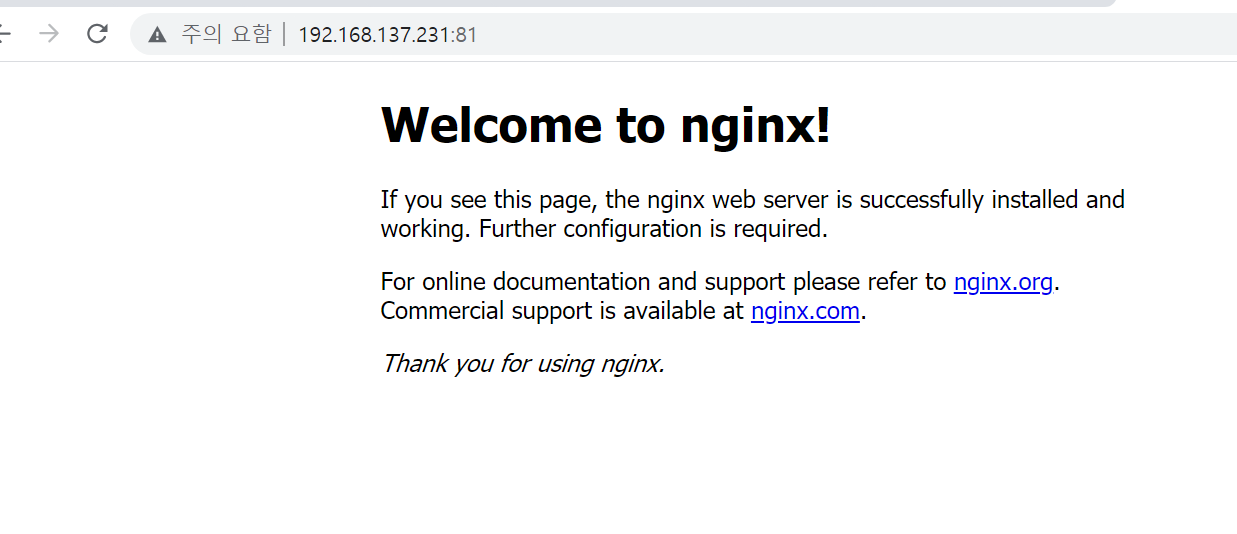 주의 요함 | 192.168.137.231:81
Welcome to nginx!
If you see this page, the nginx web server is successfully installed and
working. Further configuration is required.
For online documentation and support please refer to nginx.org.
Commercial support is available at nginx.com.
Thank you for using nginx.